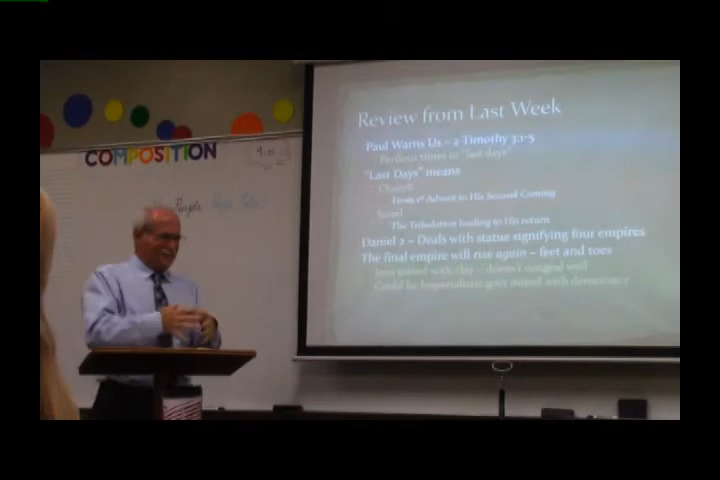 COMPOSITION
Review from Last Week
Paul Warns Us – 2 Timothy 3:1-5
Perilous times in "last days"
"Last Days" means
Church
From 1st Advent to His Second Coming
Israel
The Tribulation leading to His return
Daniel 2 – Deals with statue signifying four empires
The final empire will rise again – feet and toes
Iron mixed with clay – doesn't congeal well
Could be Imperialistic govt mixed with democracy